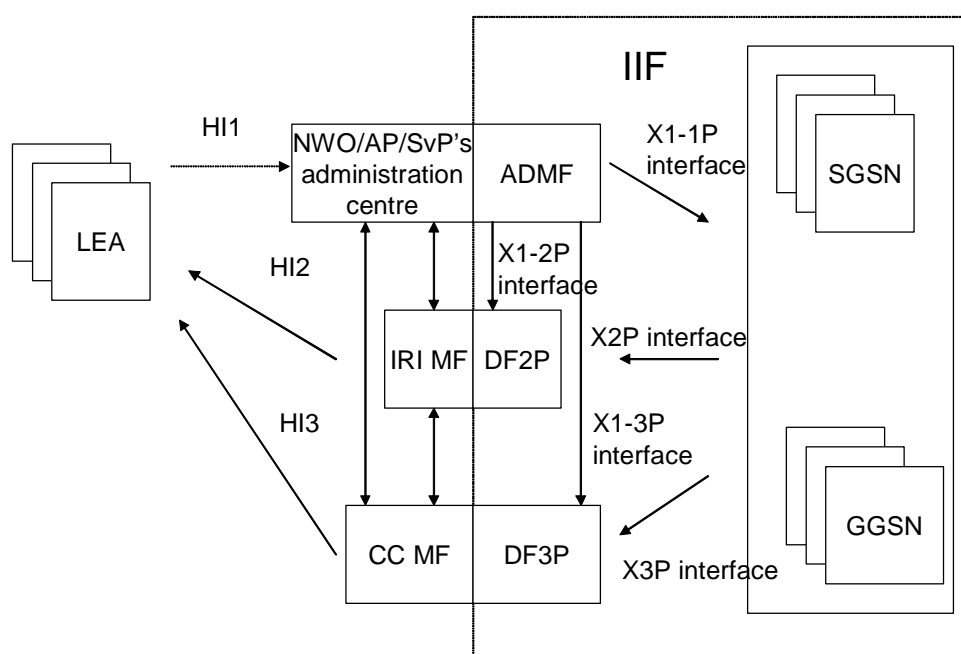 IIF
HI1
NWO/AP/SvP's
administration
centre
ADMF
X1-1P
interface
SGSN
LEA
HI2
X1-2P
interface
IRI MF
DF2P
X2P interface
HI3
X1-3P
interface
GGSN
CC MF
DF3P
X3P interface